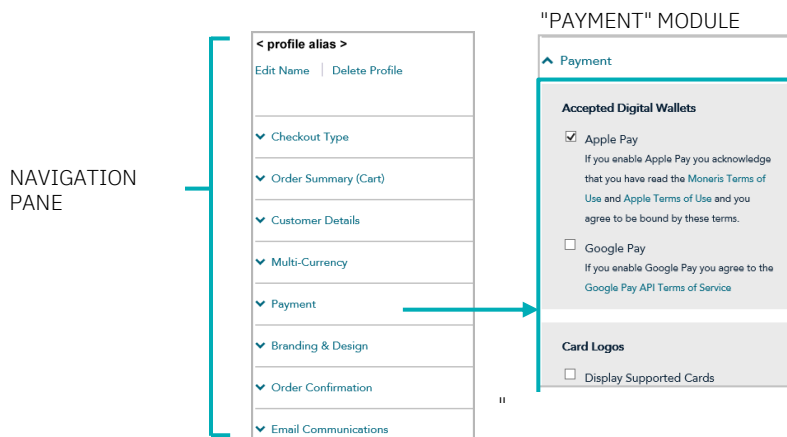 "PAYMENT" MODULE
< profile alias >
Edit Name | Delete Profile
Checkout Type
Order Summary (Cart)
Customer Details
Multi-Currency
Payment
Branding & Design
Order Confirmation
Email Communications
NAVIGATION
PANE
Payment
Accepted Digital Wallets
Apple Pay
If you enable Apple Pay you acknowledge
that you have read the Moneris Terms of
Use and Apple Terms of Use and you
agree to be bound by these terms.
Google Pay
If you enable Google Pay you agree to the
Google Pay API Terms of Service
Card Logos
Display Supported Cards
"